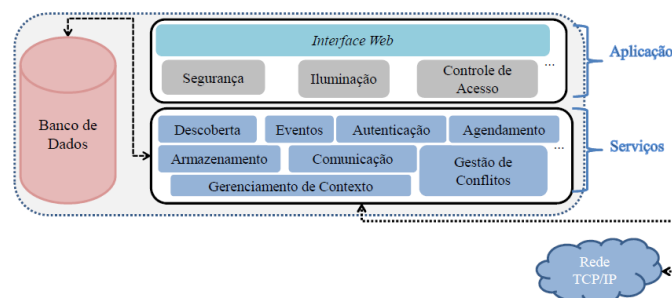 Interface Web
Segurança
Iluminação
Controle de
Acesso
...
Aplicação
Banco de
Dados
Descoberta
Eventos
Autenticação
Agendamento
...
Serviços
Armazenamento
Comunicação
Gestão de
Conflitos
Gerenciamento de Contexto
Rede
TCP/IP